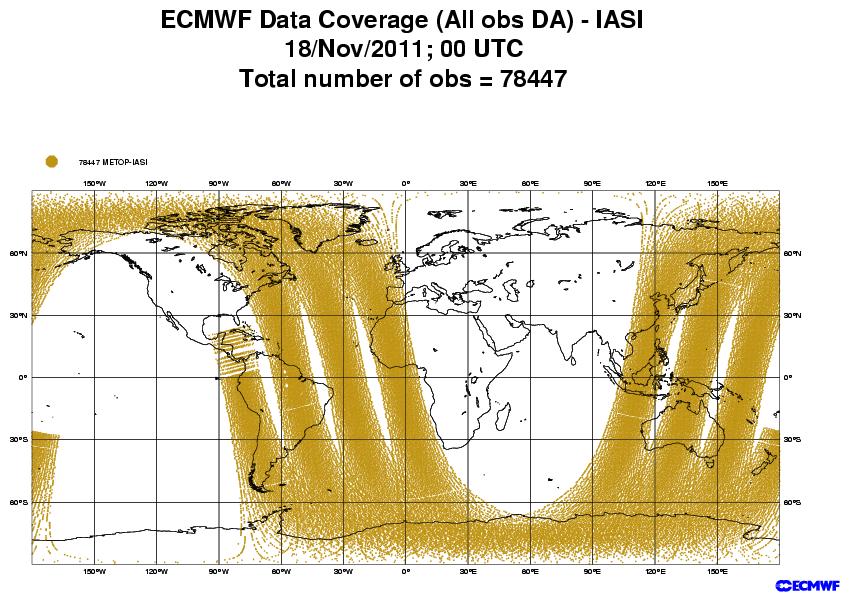 ECMWF Data Coverage (All obs DA) - IASI
18/Nov/2011; 00 UTC
Total number of obs = 78447
78447 METOP-IASI
150°W 120°W 90°W 60°W 30°W 0° 30°E 60°E 90°E 120°E 150°E
60°N 60°N
30°N 30°N
0° 0°
30°S 30°S
60°S 60°S
150°W 120°W 90°W 60°W 30°W 0° 30°E 60°E 90°E 120°E 150°E
ECMWF